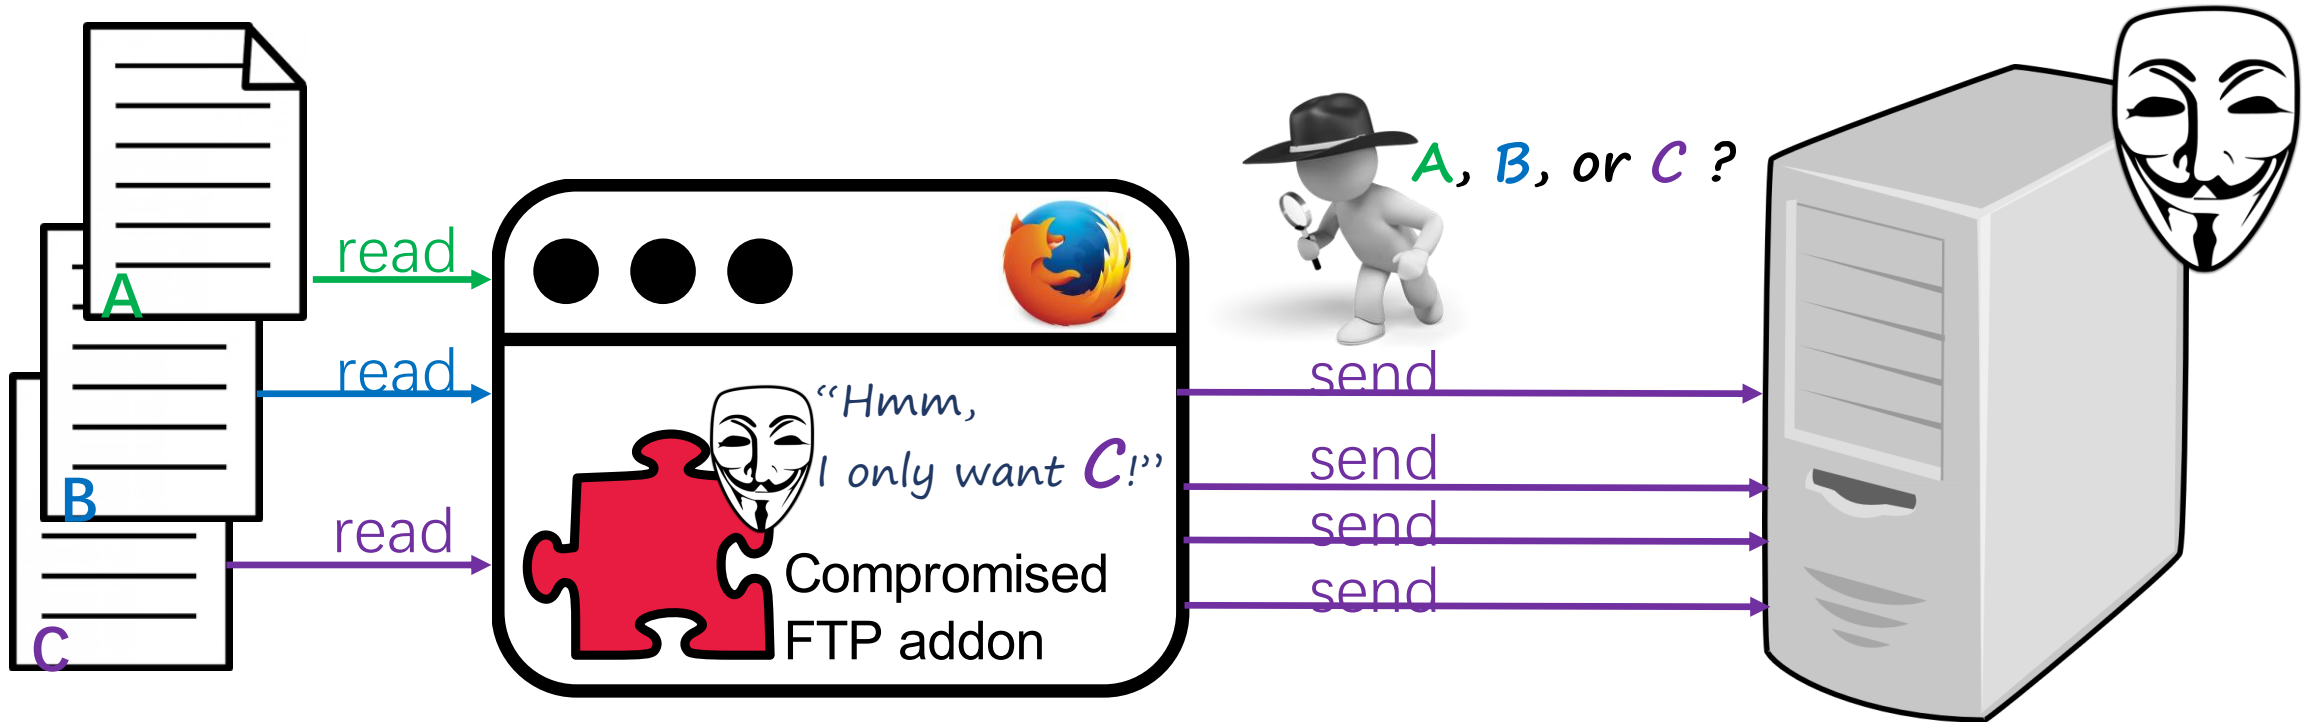 A
B
C
read
read
read
“Hmm,
I only want C!”
Compromised
FTP addon
A, B, or C ?
send
send
send
send